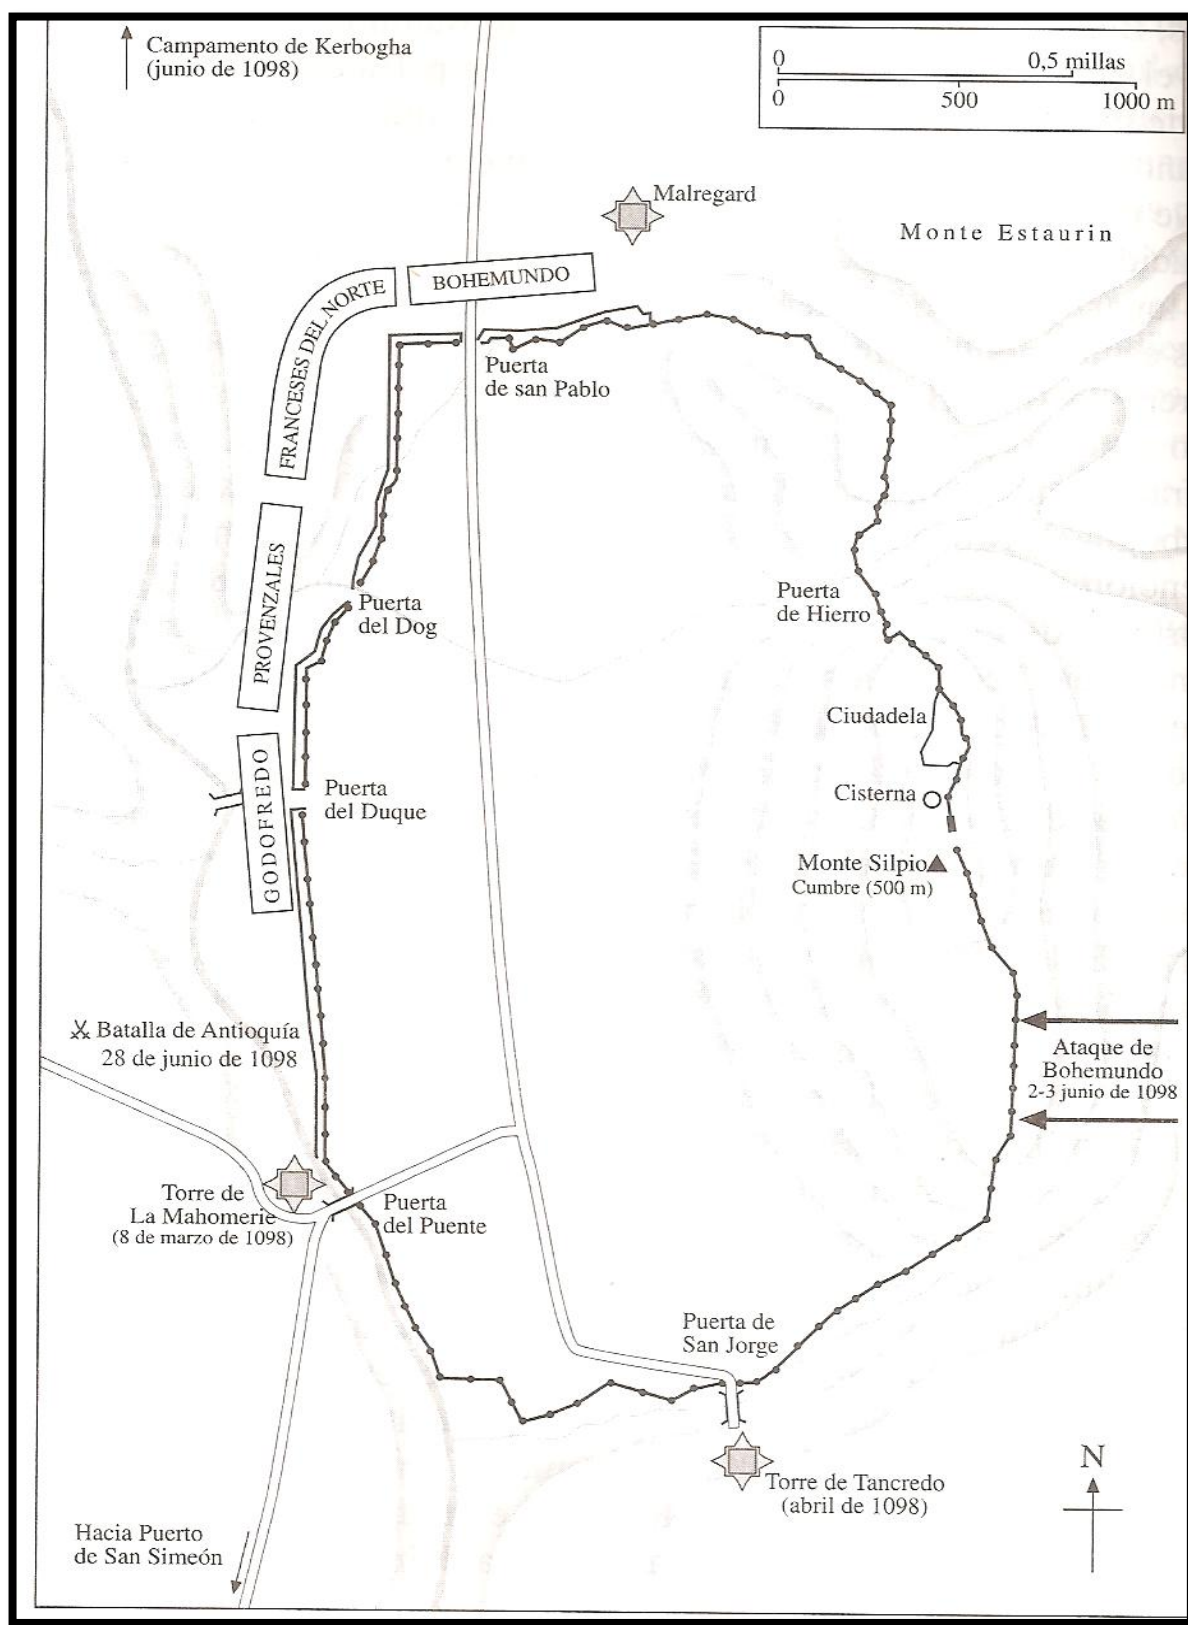 Campamento de Kerbogha
(junio de 1098)
0 0,5 millas
0 500 1000 m
Malregard
Monte Estaurin
BOHEMUNDO
FRANCESES DEL NORTE
Puerta
de san Pablo
PROVENZALES
Puerta
del Dog
Puerta
de Hierro
Ciudadela
GODOFREDO
Puerta
del Duque
Cisterna
Monte Silpio
Cumbre (500 m)
Batalla de Antioquía
28 de junio de 1098
Ataque de
Bohemundo
2-3 junio de 1098
Torre de
La Mahomerie
(8 de marzo de 1098)
Puerta
del Puente
Puerta de
San Jorge
Torre de Tancredo
(abril de 1098)
N
Hacia Puerto
de San Simeón